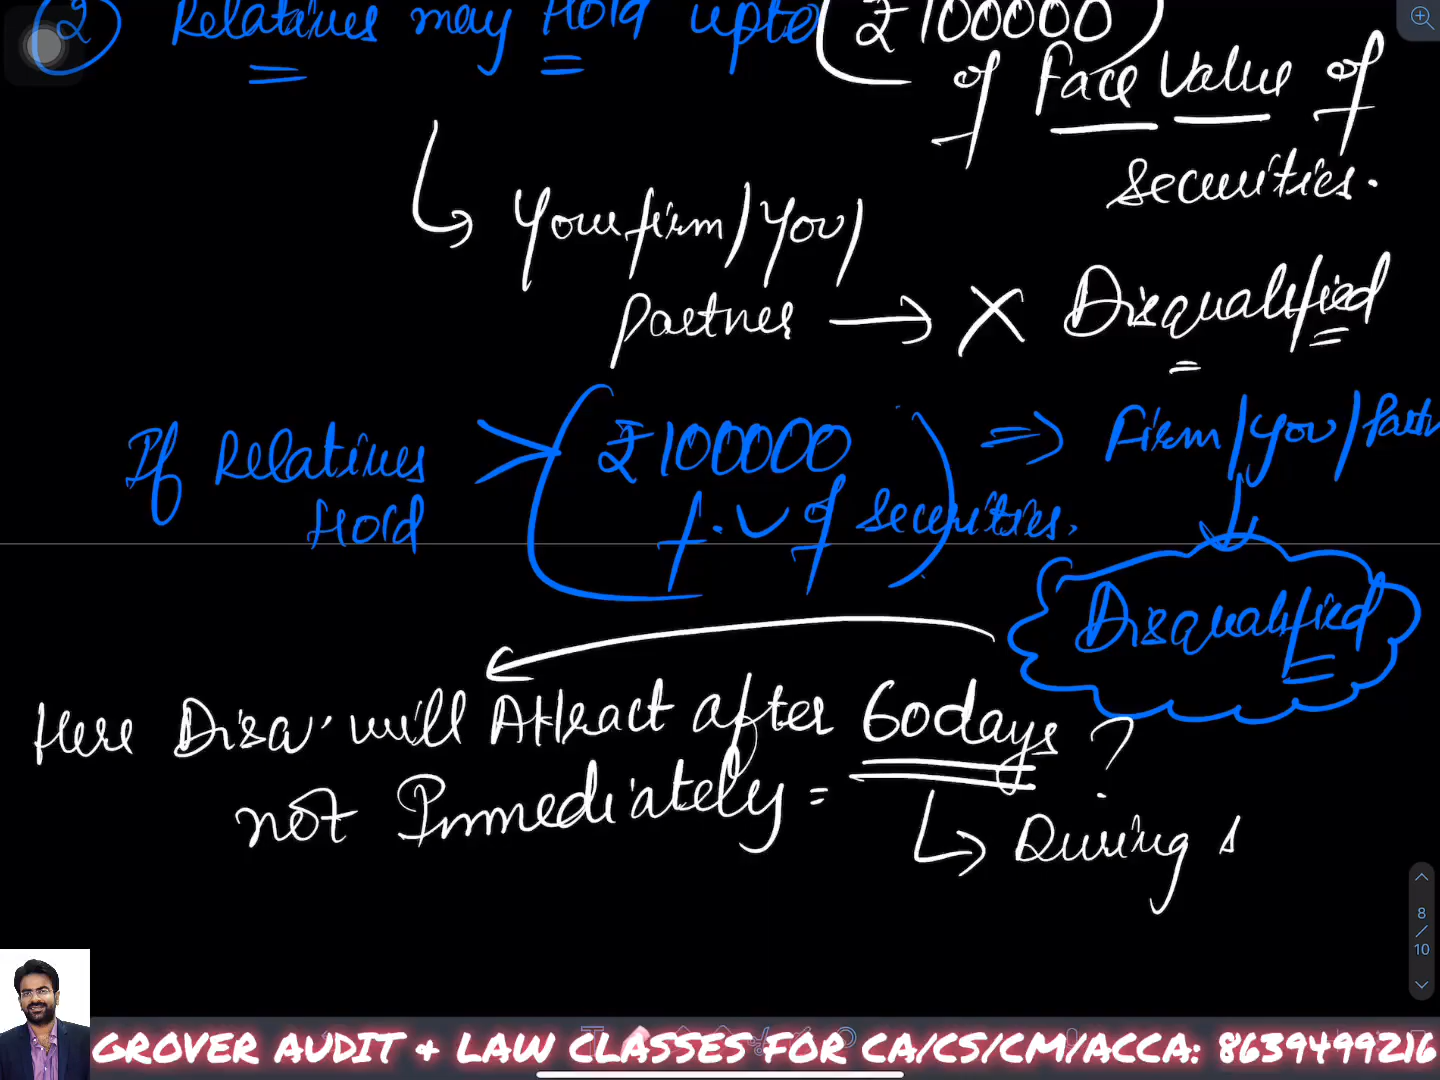 ② Relatives may Hold upto ₹100000
of Face Value of
securities.
↳ Your firm/You/
partner → X Disqualified
If Relatives > ₹100000 ⇒ Firm/You/Partn
Hold f.v of securities. ↓
Disqualified
Here Disq. will Attract after 60days?
not Immediately =
↳ During s
8
/
10
GROVER AUDIT & LAW CLASSES FOR CA/CS/CM/ACCA: 8639499216